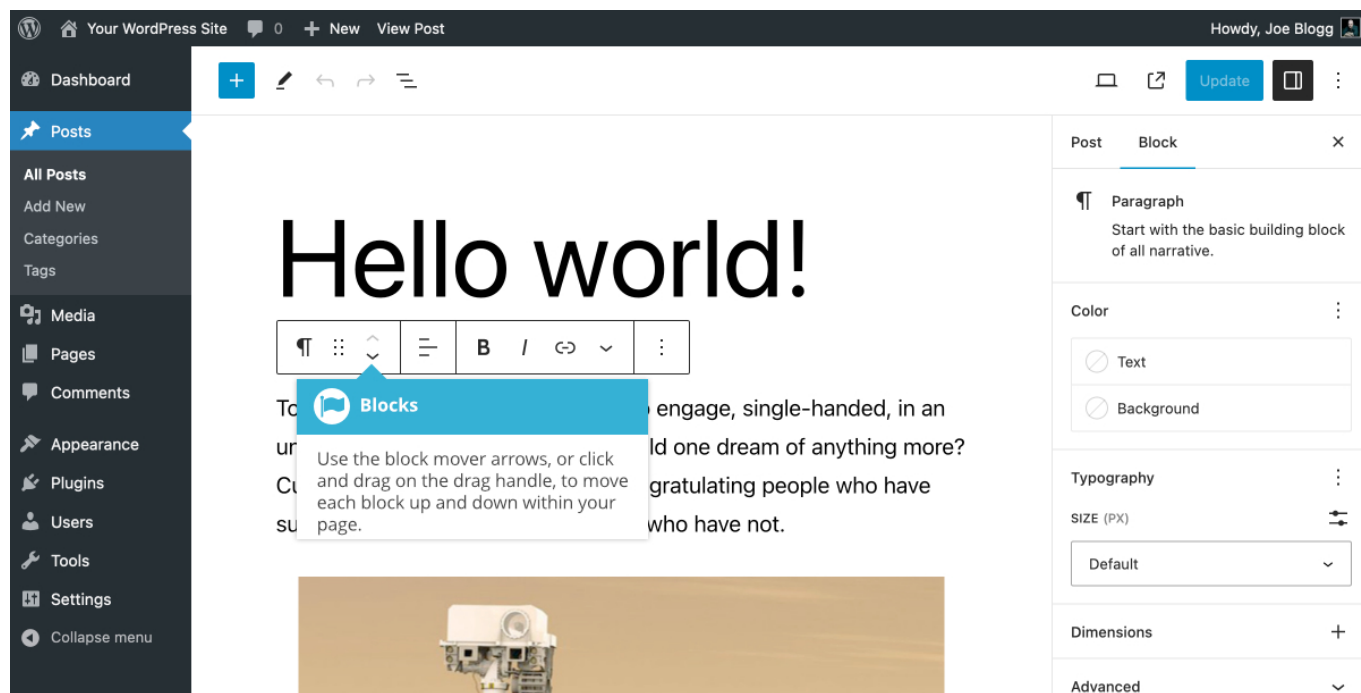 Your WordPress Site 0 New View Post Howdy, Joe Blogg
Dashboard
Posts
All Posts
Add New
Categories
Tags
Media
Pages
Comments
Appearance
Plugins
Users
Tools
Settings
Collapse menu
Update
Hello world!
B I
Blocks
Use the block mover arrows, or click
and drag on the drag handle, to move
each block up and down within your
page.
engage, single-handed, in an
one dream of anything more?
people who have
who have not.
Post Block
Paragraph
Start with the basic building block
of all narrative.
Color
Text
Background
Typography
SIZE (PX)
Default
Dimensions
Advanced